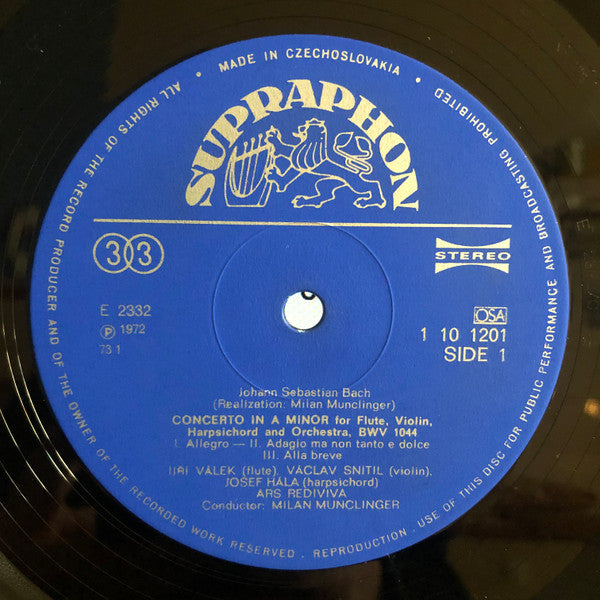 ALL RIGHTS OF THE RECORD PRODUCER AND OF THE OWNER OF THE RECORDED WORK RESERVED . REPRODUCTION . USE OF THIS DISC FOR PUBLIC PERFORMANCE AND BROADCASTING PROHIBITED
• MADE IN CZECHOSLOVAKIA •
SUPRAPHON
33
STEREO
E 2332
Ⓟ 1972
73 1
OSA
1 10 1201
SIDE 1
Johann Sebastian Bach
(Realization: Milan Munclinger)
CONCERTO IN A MINOR for Flute, Violin,
Harpsichord and Orchestra, BWV 1044
I. Allegro — II. Adagio ma non tanto e dolce
III. Alla breve
JIŘÍ VÁLEK (flute), VÁCLAV SNÍTIL (violin),
JOSEF HÁLA (harpsichord)
ARS REDIVIVA
Conductor: MILAN MUNCLINGER